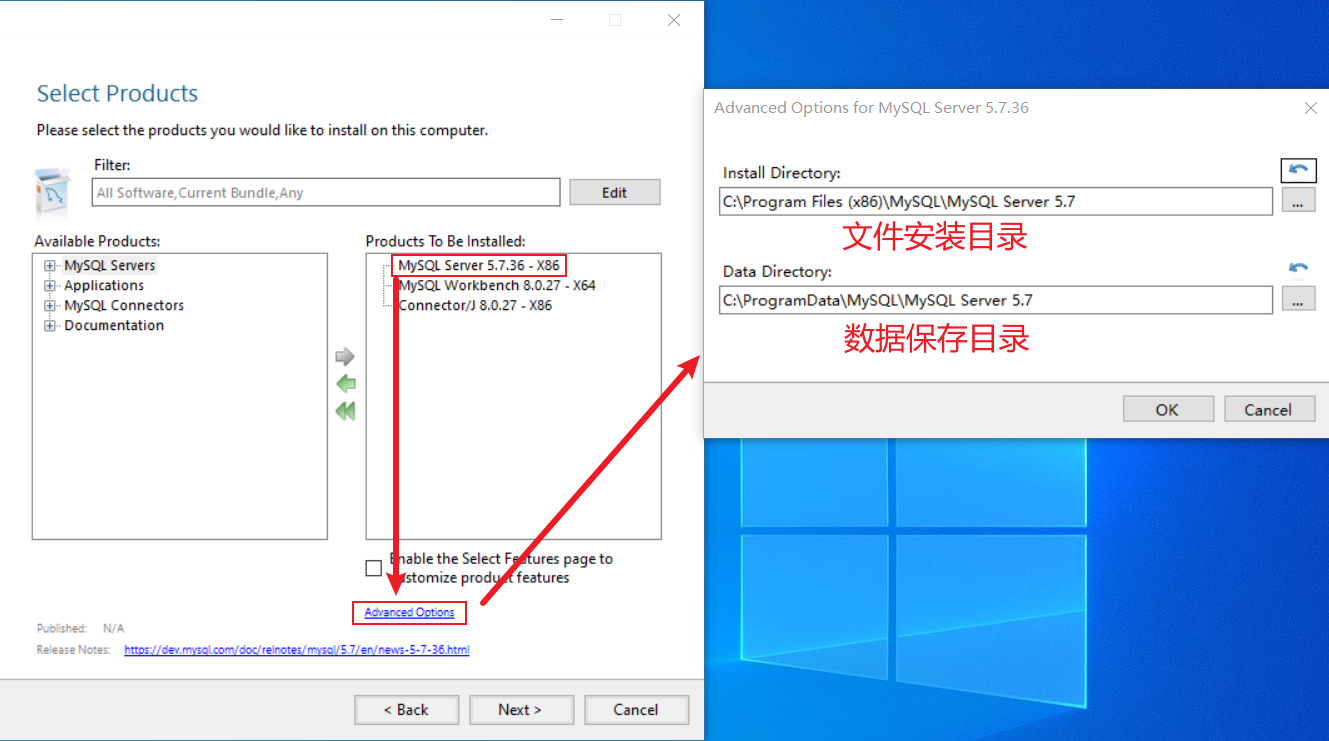 Select Products
Please select the products you would like to install on this computer.
Filter:
All Software,Current Bundle,Any
Edit
Available Products:
MySQL Servers
Applications
MySQL Connectors
Documentation
Products To Be Installed:
MySQL Server 5.7.36 - X86
MySQL Workbench 8.0.27 - X64
Connector/J 8.0.27 - X86
Enable the Select Features page to
customize product features
Advanced Options
Published: N/A
Release Notes: https://dev.mysql.com/doc/relnotes/mysql/5.7/en/news-5-7-36.html
< Back
Next >
Cancel
Advanced Options for MySQL Server 5.7.36
Install Directory:
C:\Program Files (x86)\MySQL\MySQL Server 5.7
...
文件安装目录
Data Directory:
C:\ProgramData\MySQL\MySQL Server 5.7
...
数据保存目录
OK
Cancel